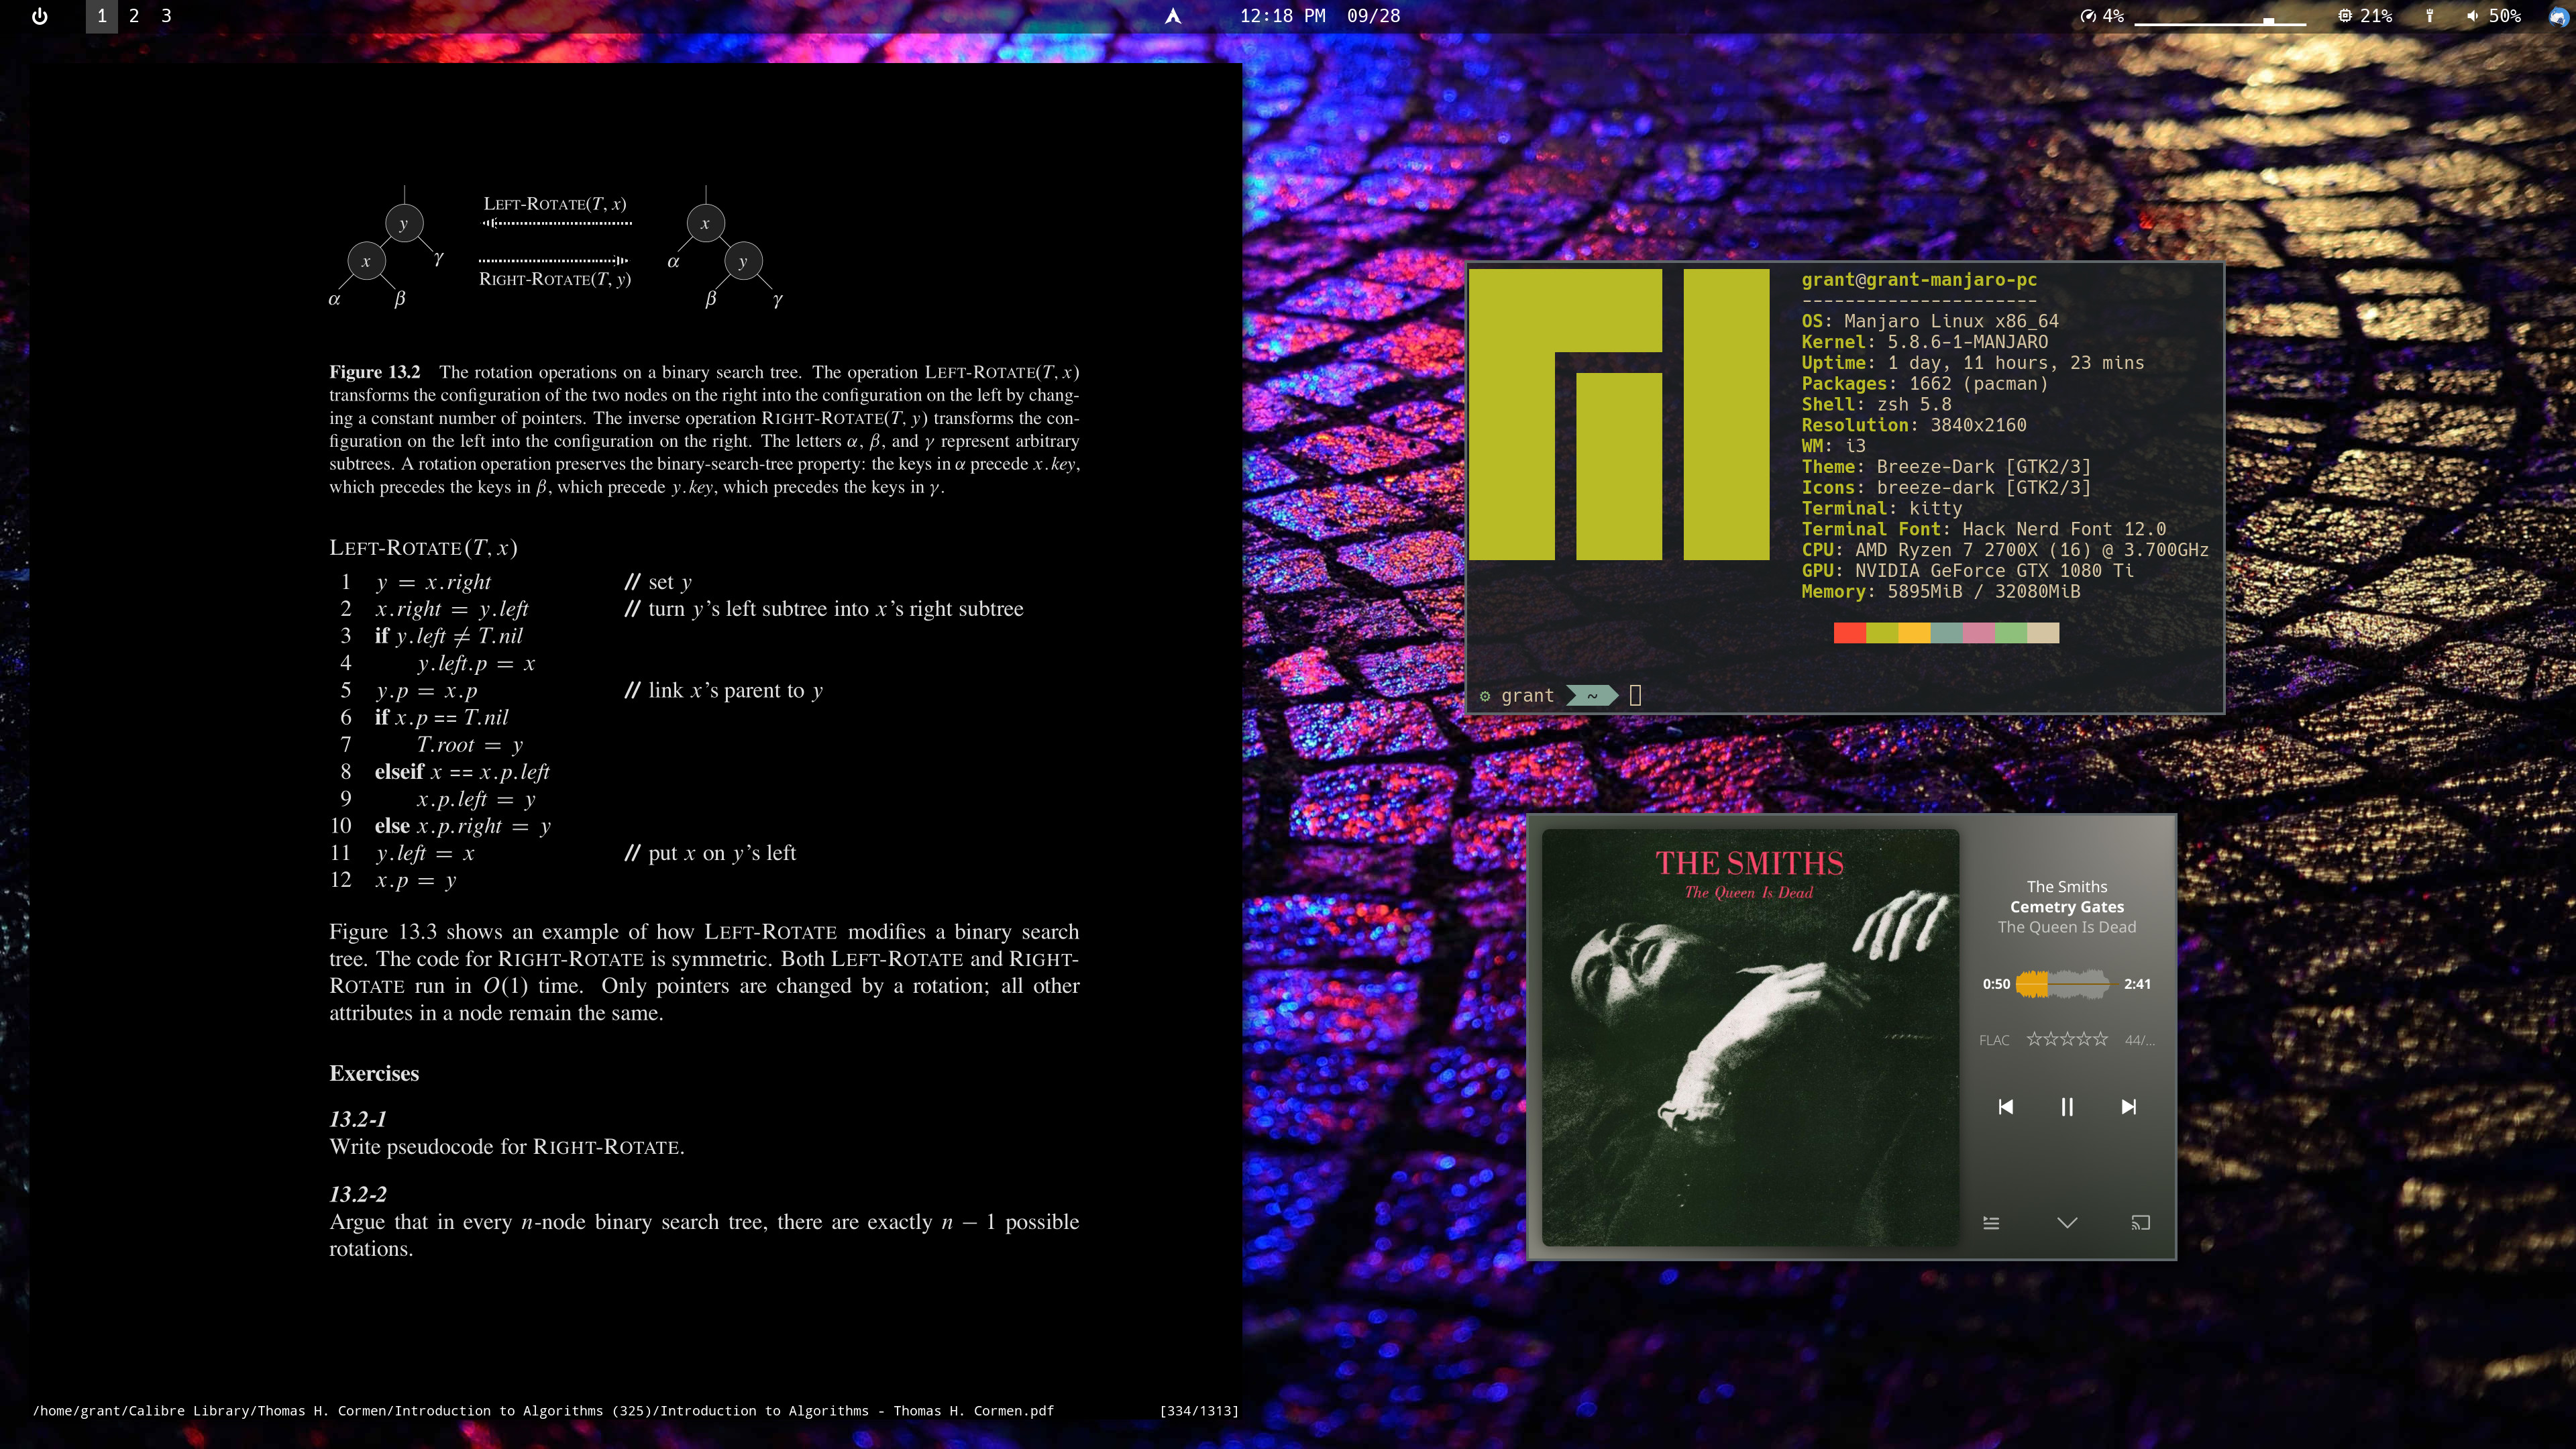 1 2 3
12:18 PM 09/28
4%
21%
50%
LEFT-ROTATE(T, x)
RIGHT-ROTATE(T, y)
y
x
α
β
γ
x
α
y
β
γ
Figure 13.2 The rotation operations on a binary search tree. The operation LEFT-ROTATE(T, x)
transforms the configuration of the two nodes on the right into the configuration on the left by chang-
ing a constant number of pointers. The inverse operation RIGHT-ROTATE(T, y) transforms the con-
figuration on the left into the configuration on the right. The letters α, β, and γ represent arbitrary
subtrees. A rotation operation preserves the binary-search-tree property: the keys in α precede x.key,
which precedes the keys in β, which precede y.key, which precedes the keys in γ.
LEFT-ROTATE(T, x)
1 y = x.right // set y
2 x.right = y.left // turn y's left subtree into x's right subtree
3 if y.left ≠ T.nil
4 y.left.p = x
5 y.p = x.p // link x's parent to y
6 if x.p == T.nil
7 T.root = y
8 elseif x == x.p.left
9 x.p.left = y
10 else x.p.right = y
11 y.left = x // put x on y's left
12 x.p = y
Figure 13.3 shows an example of how LEFT-ROTATE modifies a binary search
tree. The code for RIGHT-ROTATE is symmetric. Both LEFT-ROTATE and RIGHT-
ROTATE run in O(1) time. Only pointers are changed by a rotation; all other
attributes in a node remain the same.
Exercises
13.2-1
Write pseudocode for RIGHT-ROTATE.
13.2-2
Argue that in every n-node binary search tree, there are exactly n − 1 possible
rotations.
/home/grant/Calibre Library/Thomas H. Cormen/Introduction to Algorithms (325)/Introduction to Algorithms - Thomas H. Cormen.pdf [334/1313]
grant@grant-manjaro-pc
----------------------
OS: Manjaro Linux x86_64
Kernel: 5.8.6-1-MANJARO
Uptime: 1 day, 11 hours, 23 mins
Packages: 1662 (pacman)
Shell: zsh 5.8
Resolution: 3840x2160
WM: i3
Theme: Breeze-Dark [GTK2/3]
Icons: breeze-dark [GTK2/3]
Terminal: kitty
Terminal Font: Hack Nerd Font 12.0
CPU: AMD Ryzen 7 2700X (16) @ 3.700GHz
GPU: NVIDIA GeForce GTX 1080 Ti
Memory: 5895MiB / 32080MiB
grant ~
THE SMITHS
The Queen Is Dead
The Smiths
Cemetry Gates
The Queen Is Dead
0:50 2:41
FLAC ☆☆☆☆☆ 44/...